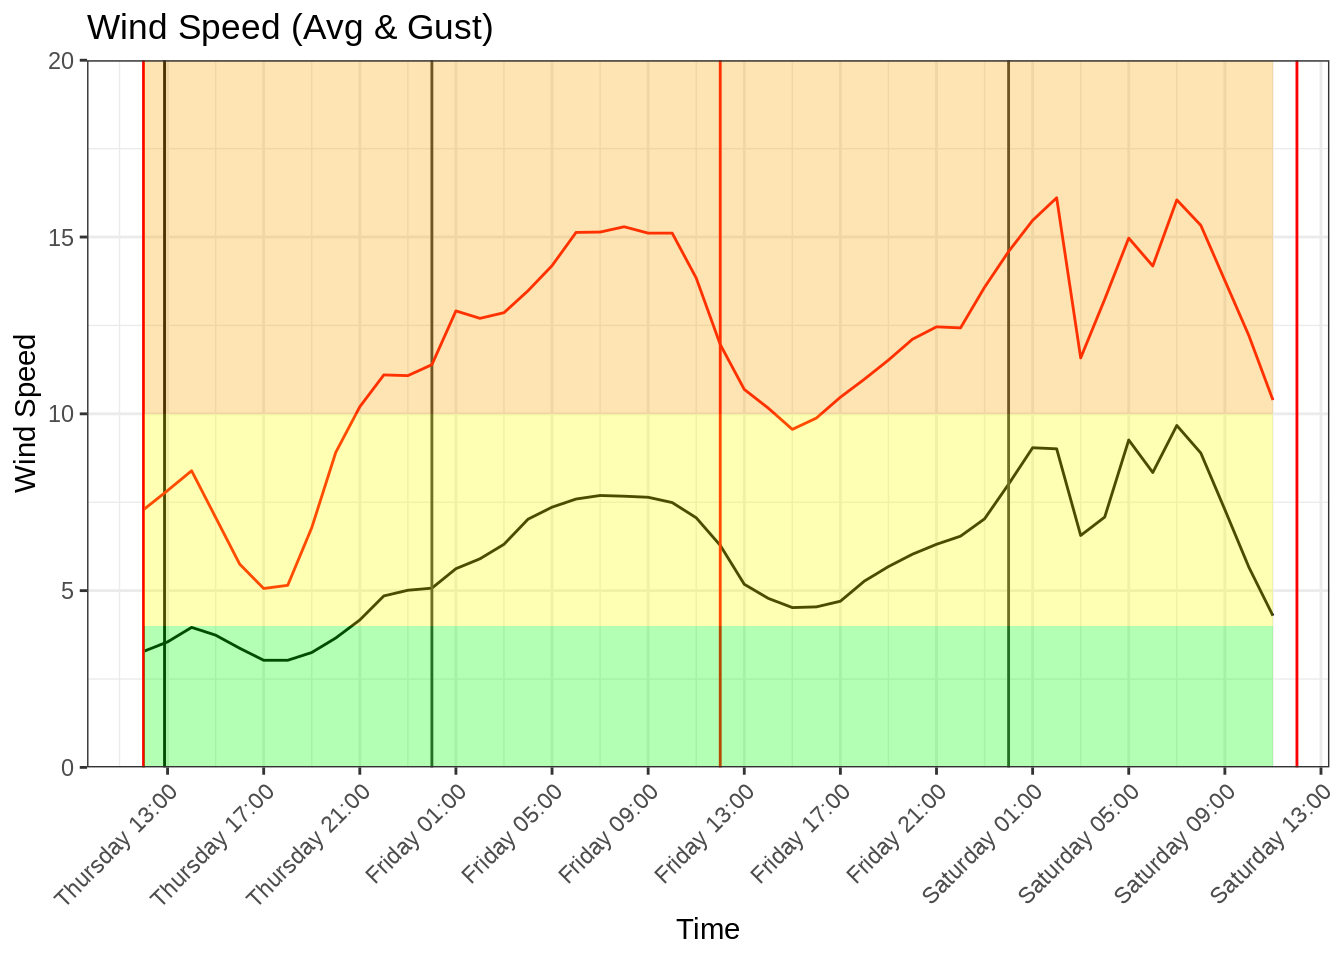 Wind Speed (Avg & Gust)
20
15
10
5
0
Wind Speed
Thursday 13:00
Thursday 17:00
Thursday 21:00
Friday 01:00
Friday 05:00
Friday 09:00
Friday 13:00
Friday 17:00
Friday 21:00
Saturday 01:00
Saturday 05:00
Saturday 09:00
Saturday 13:00
Time